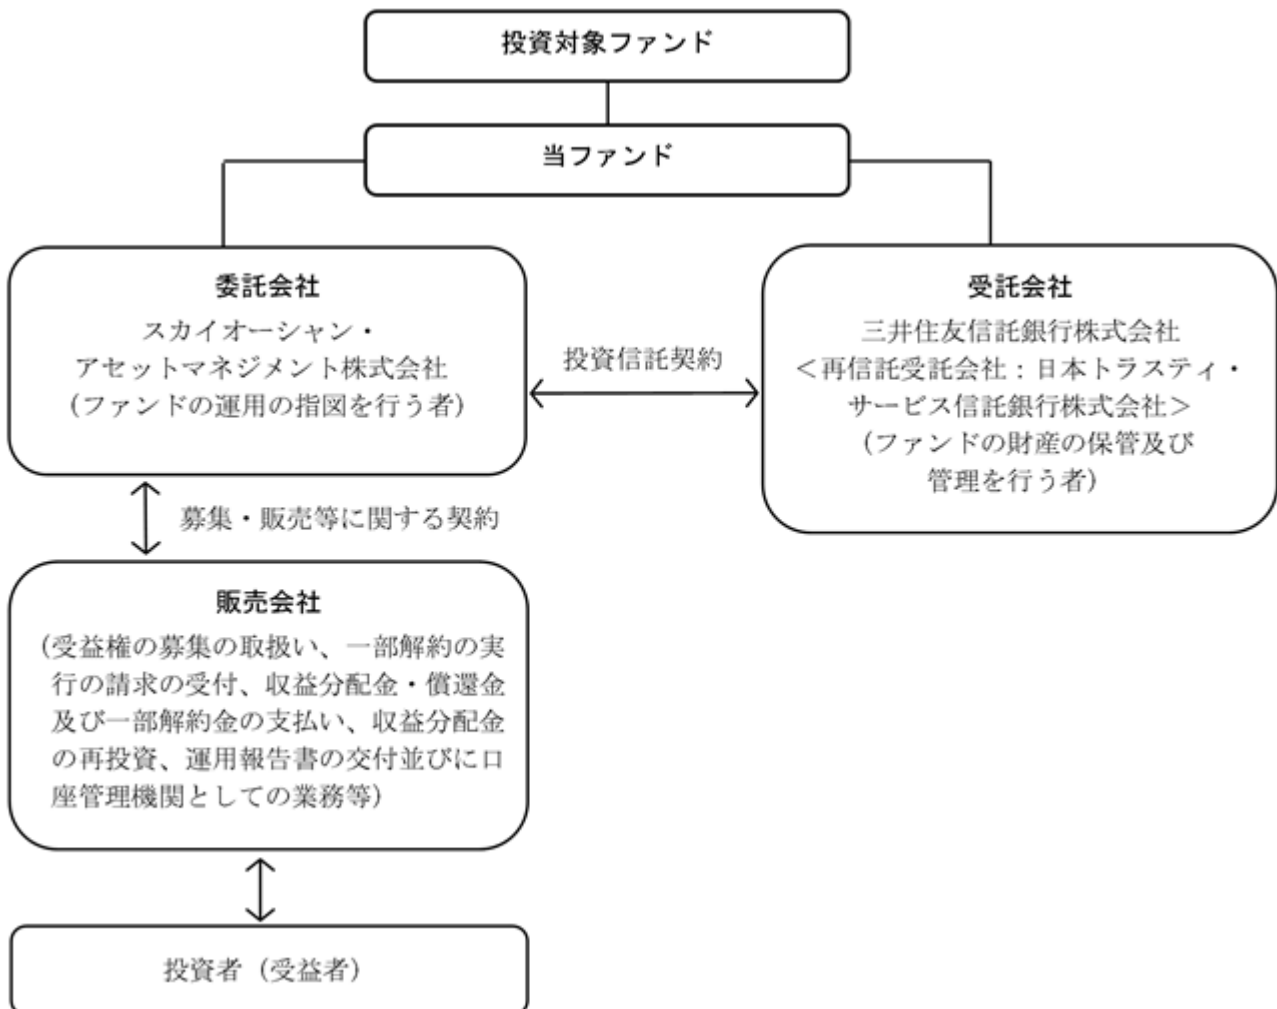 投資対象ファンド
当ファンド
委託会社
スカイオーシャン・
アセットマネジメント株式会社
(ファンドの運用の指図を行う者)
投資信託契約
受託会社
三井住友信託銀行株式会社
<再信託受託会社:日本トラスティ・
サービス信託銀行株式会社>
(ファンドの財産の保管及び
管理を行う者)
募集・販売等に関する契約
販売会社
(受益権の募集の取扱い、一部解約の実
行の請求の受付、収益分配金・償還金
及び一部解約金の支払い、収益分配金
の再投資、運用報告書の交付並びに口
座管理機関としての業務等)
投資者(受益者)